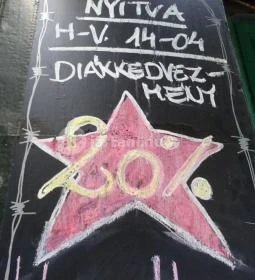 NYITVA
H-V. 14-04
DIÁKKEDVEZ-
MÉNY
20%